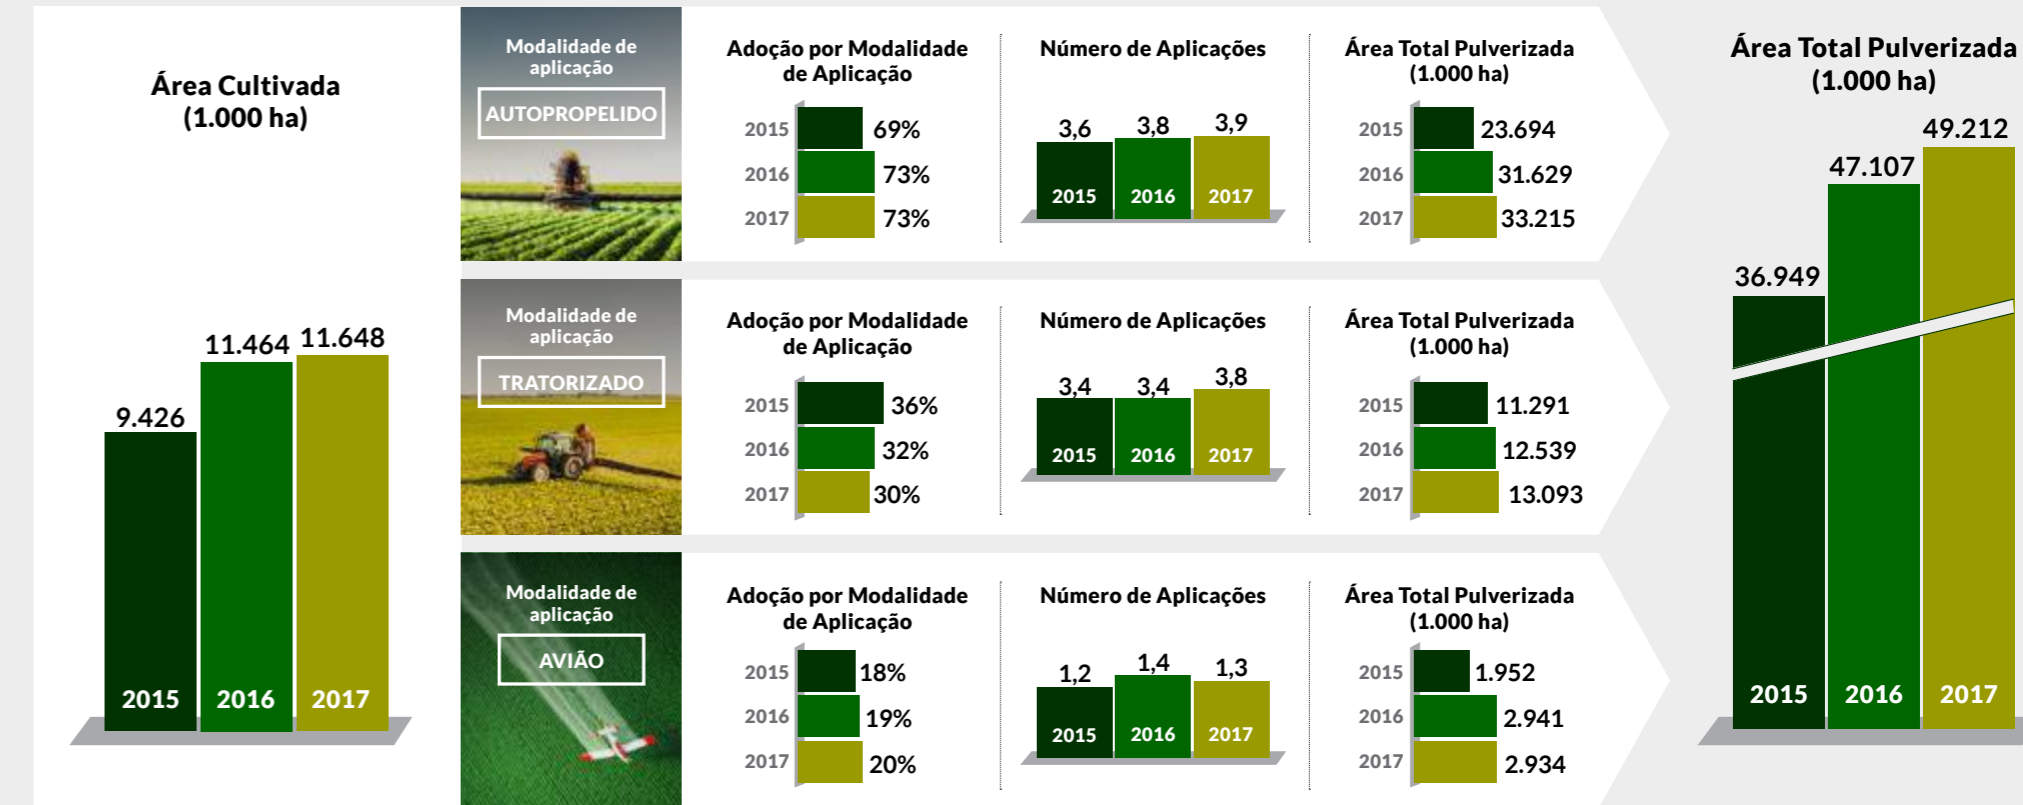 Área Cultivada
(1.000 ha)
9.426
11.464
11.648
2015
2016
2017
Modalidade de
aplicação
AUTOPROPELIDO
Adoção por Modalidade
de Aplicação
2015 69%
2016 73%
2017 73%
Número de Aplicações
3,6 3,8 3,9
2015 2016 2017
Área Total Pulverizada
(1.000 ha)
2015 23.694
2016 31.629
2017 33.215
Modalidade de
aplicação
TRATORIZADO
Adoção por Modalidade
de Aplicação
2015 36%
2016 32%
2017 30%
Número de Aplicações
3,4 3,4 3,8
2015 2016 2017
Área Total Pulverizada
(1.000 ha)
2015 11.291
2016 12.539
2017 13.093
Modalidade de
aplicação
AVIÃO
Adoção por Modalidade
de Aplicação
2015 18%
2016 19%
2017 20%
Número de Aplicações
1,2 1,4 1,3
2015 2016 2017
Área Total Pulverizada
(1.000 ha)
2015 1.952
2016 2.941
2017 2.934
Área Total Pulverizada
(1.000 ha)
36.949
47.107
49.212
2015
2016
2017